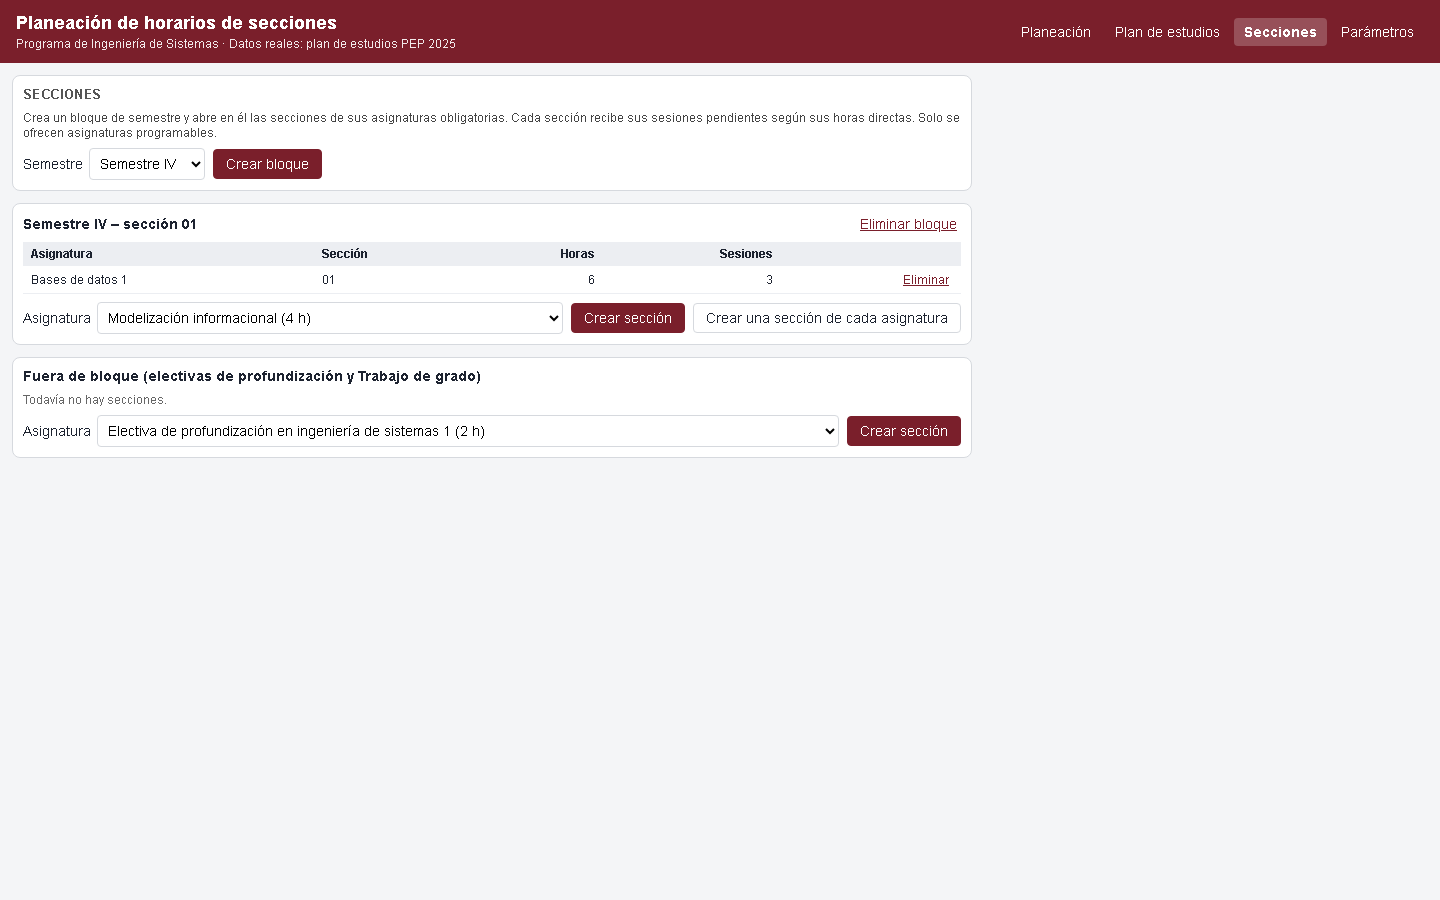 Planeación de horarios de secciones
Programa de Ingeniería de Sistemas · Datos reales: plan de estudios PEP 2025
Planeación Plan de estudios Secciones Parámetros
SECCIONES
Crea un bloque de semestre y abre en él las secciones de sus asignaturas obligatorias. Cada sección recibe sus sesiones pendientes según sus horas directas. Solo se
ofrecen asignaturas programables.
Semestre Semestre IV Crear bloque
Semestre IV – sección 01 Eliminar bloque
Asignatura Sección Horas Sesiones
Bases de datos 1 01 6 3 Eliminar
Asignatura Modelización informacional (4 h) Crear sección Crear una sección de cada asignatura
Fuera de bloque (electivas de profundización y Trabajo de grado)
Todavía no hay secciones.
Asignatura Electiva de profundización en ingeniería de sistemas 1 (2 h) Crear sección